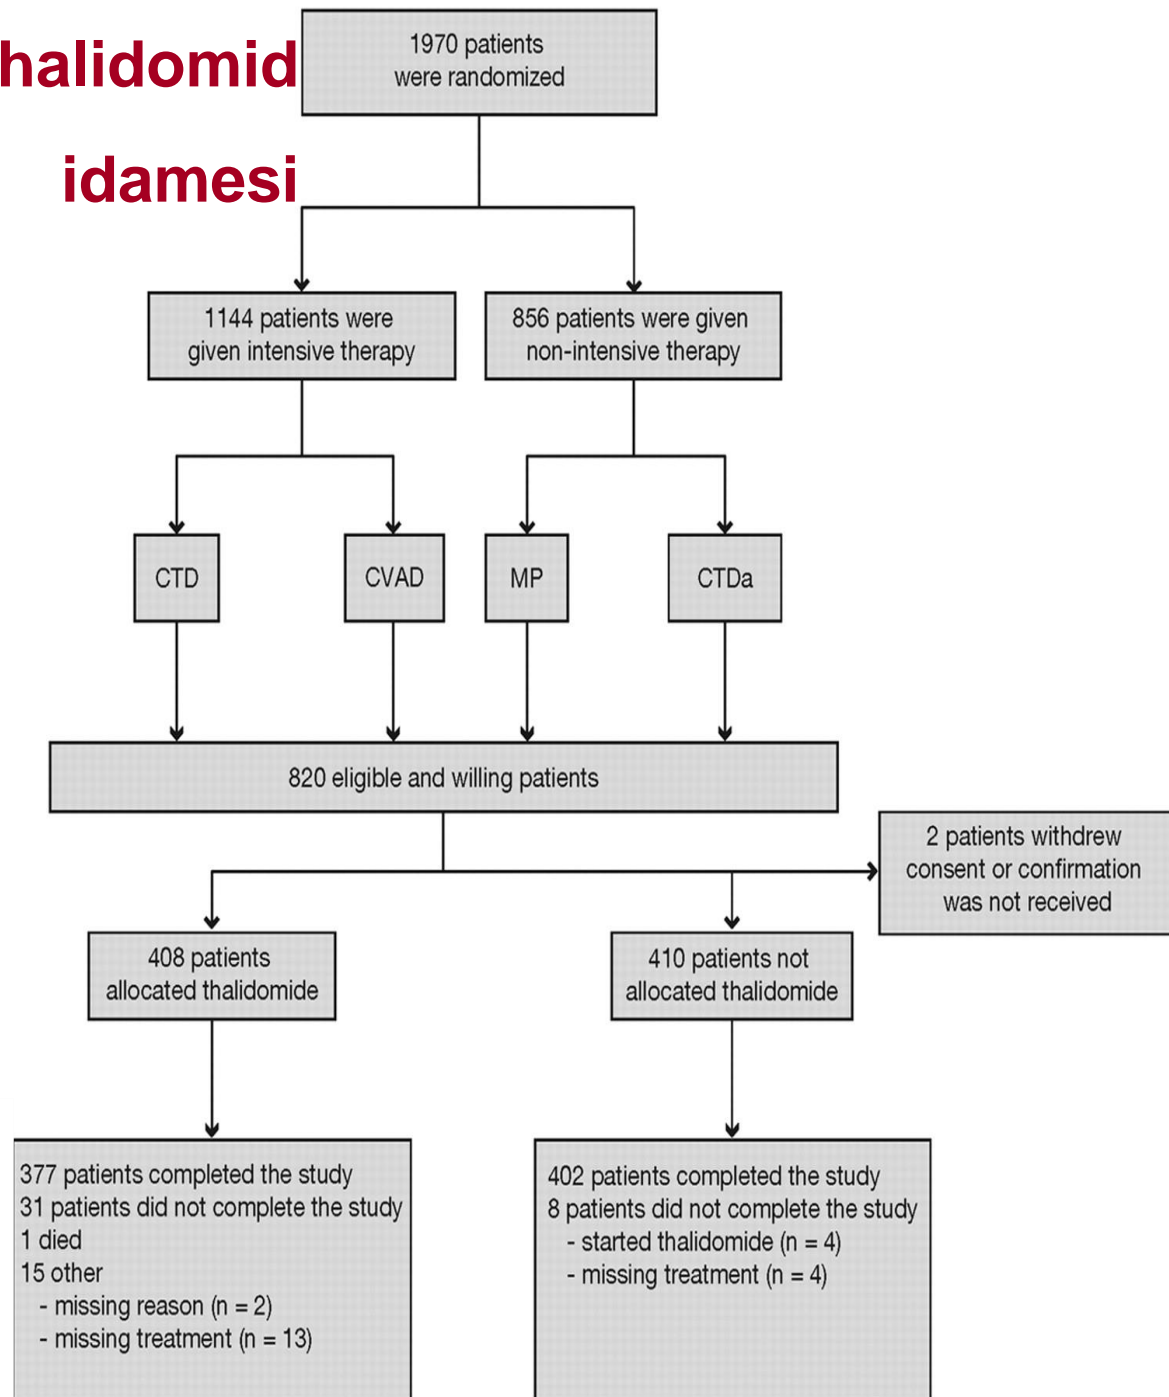 halidomid
idamesi
1970 patients
were randomized
1144 patients were
given intensive therapy
856 patients were given
non-intensive therapy
CTD
CVAD
MP
CTDa
820 eligible and willing patients
2 patients withdrew
consent or confirmation
was not received
408 patients
allocated thalidomide
410 patients not
allocated thalidomide
377 patients completed the study
31 patients did not complete the study
1 died
15 other
- missing reason (n = 2)
- missing treatment (n = 13)
402 patients completed the study
8 patients did not complete the study
- started thalidomide (n = 4)
- missing treatment (n = 4)